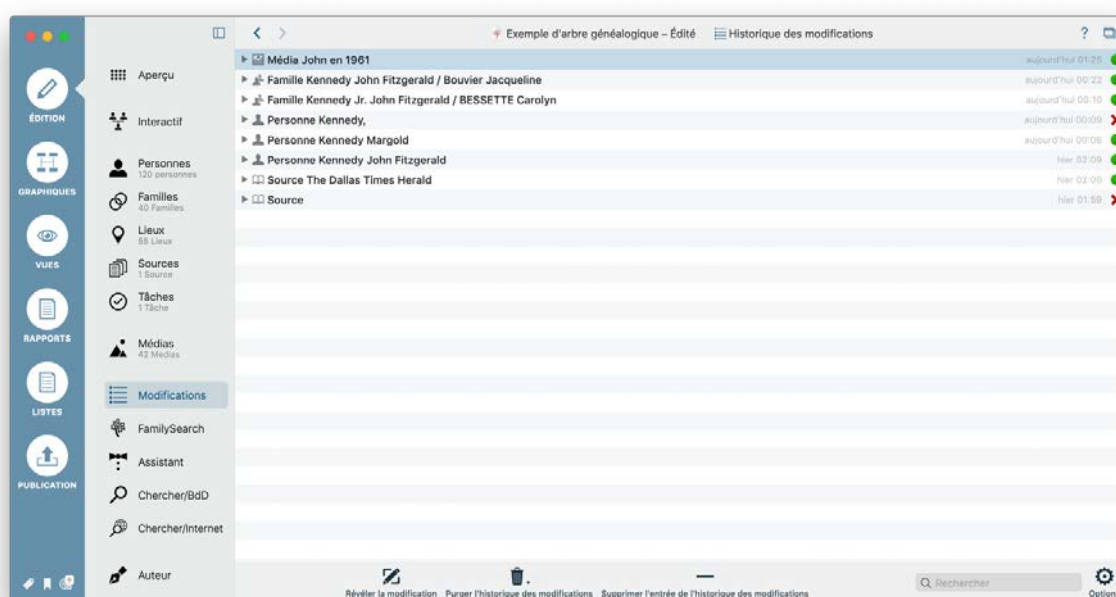 Exemple d'arbre généalogique – Édité
Historique des modifications
?
ÉDITION
GRAPHIQUES
VUES
RAPPORTS
LISTES
PUBLICATION
Aperçu
Interactif
Personnes
120 personnes
Familles
40 Familles
Lieux
55 Lieux
Sources
1 Source
Tâches
1 Tâche
Médias
42 Medias
Modifications
FamilySearch
Assistant
Chercher/BdD
Chercher/Internet
Auteur
Média John en 1961 aujourd'hui 01:25
Famille Kennedy John Fitzgerald / Bouvier Jacqueline aujourd'hui 00:22
Famille Kennedy Jr. John Fitzgerald / BESSETTE Carolyn aujourd'hui 00:10
Personne Kennedy, aujourd'hui 00:09
Personne Kennedy Margold aujourd'hui 00:06
Personne Kennedy John Fitzgerald hier 03:09
Source The Dallas Times Herald hier 02:00
Source hier 01:59
Révéler la modification
Purger l'historique des modifications
Supprimer l'entrée de l'historique des modifications
Rechercher
Option